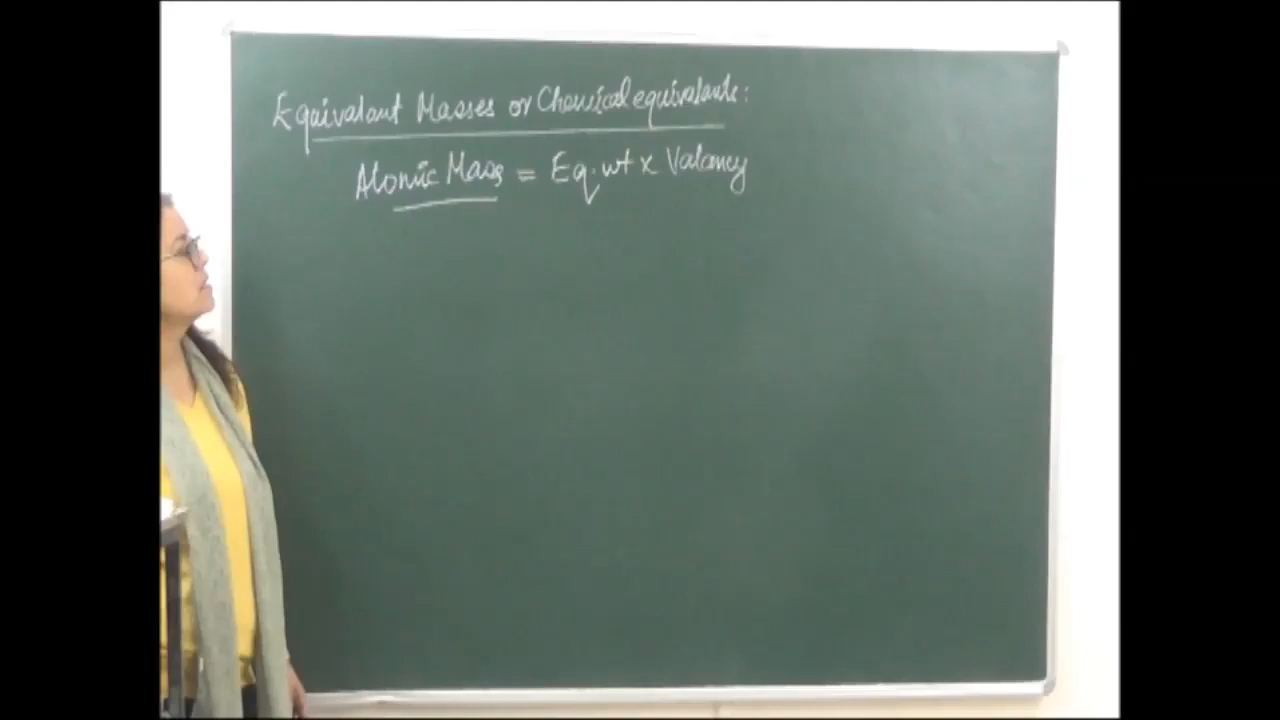 Equivalent Masses or Chemical equivalents:
Atomic Mass = Eq. wt x Valency